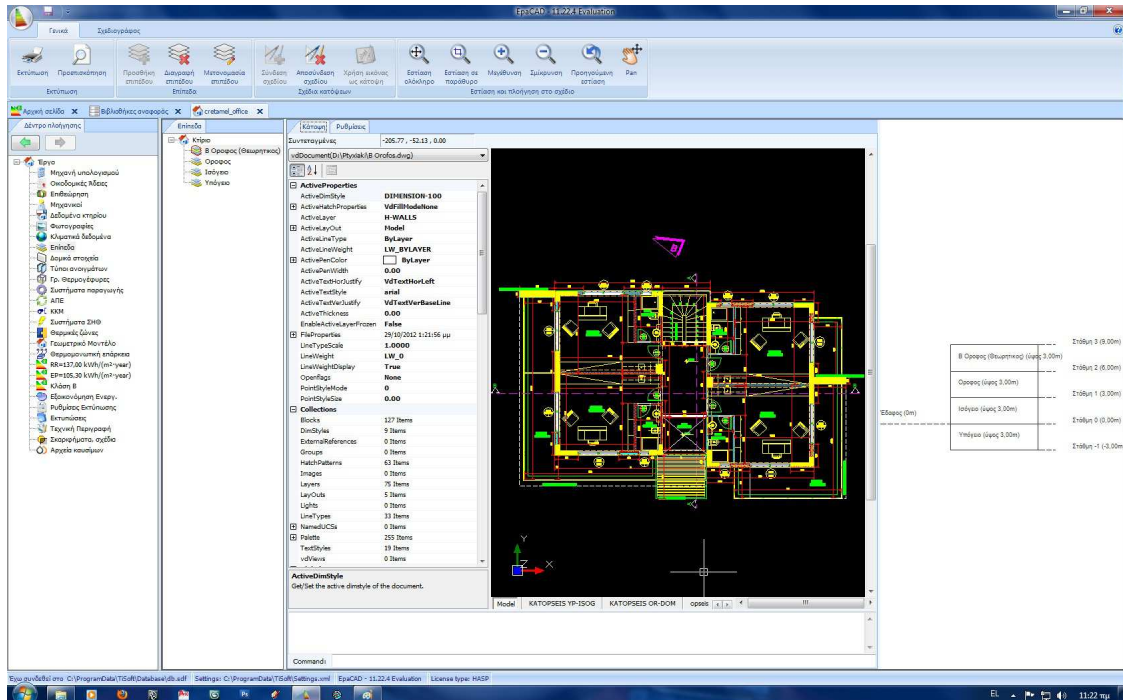 EpaCAD - 11.22.4 Evaluation
Γενικά Σχεδιογράφος
Εκτύπωση Προεπισκόπηση Προσθήκη επιπέδου Διαγραφή επιπέδου Μετονομασία επιπέδου Σύνδεση σχεδίου Αποσύνδεση σχεδίου Χρήση εικόνας ως κάτοψη Εστίαση ολόκληρο Εστίαση σε παράθυρο Μεγέθυνση Σμίκρυνση Προηγούμενη εστίαση Pan
Εκτύπωση Επίπεδα Σχέδια κατόψεων Εστίαση και πλοήγηση στο σχέδιο
Αρχική σελίδα Βιβλιοθήκες αναφοράς cretamel_office
Δέντρο πλοήγησης
Έργο
Μηχανή υπολογισμού
Οικοδομικές Άδειες
Επιθεώρηση
Μηχανικοί
Δεδομένα κτηρίου
Φωτογραφίες
Κλιματικά δεδομένα
Επίπεδα
Δομικά στοιχεία
Τύποι ανοιγμάτων
Γρ. Θερμογέφυρες
Συστήματα παραγωγής
ΑΠΕ
ΚΚΜ
Συστήματα ΣΗΘ
Θερμικές ζώνες
Γεωμετρικό Μοντέλο
Θερμομονωτική επάρκεια
RR=137,00 kWh/(m²·year)
EP=105,30 kWh/(m²·year)
Κλάση Β
Εξοικονόμηση Ενεργ.
Ρυθμίσεις Εκτύπωσης
Εκτυπώσεις
Τεχνική Περιγραφή
Σκαριφήματα, σχέδια
Αρχεία καυσίμων
Επίπεδα
Κτίριο
Β Οροφος (Θεωρητικος)
Οροφος
Ισόγειο
Υπόγειο
Κάτοψη Ρυθμίσεις
Συντεταγμένες -205.77 , -52.13 , 0.00
vdDocument(D:\Ptyxiaki\B Orofos.dwg)
ActiveProperties
ActiveDimStyle DIMENSION-100
ActiveHatchProperties VdFillModeNone
ActiveLayer H-WALLS
ActiveLayOut Model
ActiveLineType ByLayer
ActiveLineWeight LW_BYLAYER
ActivePenColor ByLayer
ActivePenWidth 0.00
ActiveTextHorJustify VdTextHorLeft
ActiveTextStyle arial
ActiveTextVerJustify VdTextVerBaseLine
ActiveThickness 0.00
EnableActiveLayerFrozen False
FileProperties 29/10/2012 1:21:56 μμ
LineTypeScale 1.0000
LineWeight LW_0
LineWeightDisplay True
Openflags None
PointStyleMode 0
PointStyleSize 0.00
Collections
Blocks 127 Items
DimStyles 9 Items
ExternalReferences 0 Items
Groups 0 Items
HatchPatterns 63 Items
Images 0 Items
Layers 75 Items
LayOuts 5 Items
Lights 0 Items
LineTypes 33 Items
NamedUCSs 0 Items
Palette 255 Items
TextStyles 19 Items
vdViews 0 Items
ActiveDimStyle
Get/Set the active dimstyle of the document.
B
Y
Z X
Model KATOPSEIS YP-ISOG KATOPSEIS OR-DOM opseis
Command:
Έδαφος (0m)
Στάθμη 3 (9,00m)
Β Οροφος (Θεωρητικος) (ύψος 3,00m)
Στάθμη 2 (6,00m)
Οροφος (ύψος 3,00m)
Στάθμη 1 (3,00m)
Ισόγειο (ύψος 3,00m)
Στάθμη 0 (0,00m)
Υπόγειο (ύψος 3,00m)
Στάθμη -1 (-3,00m
Εχω συνδεθεί στο C:\ProgramData\TiSoft\Database\db.sdf Settings: C:\ProgramData\TiSoft\Settings.xml EpaCAD - 11.22.4 Evaluation License type: HASP
EL 11:22 πμ